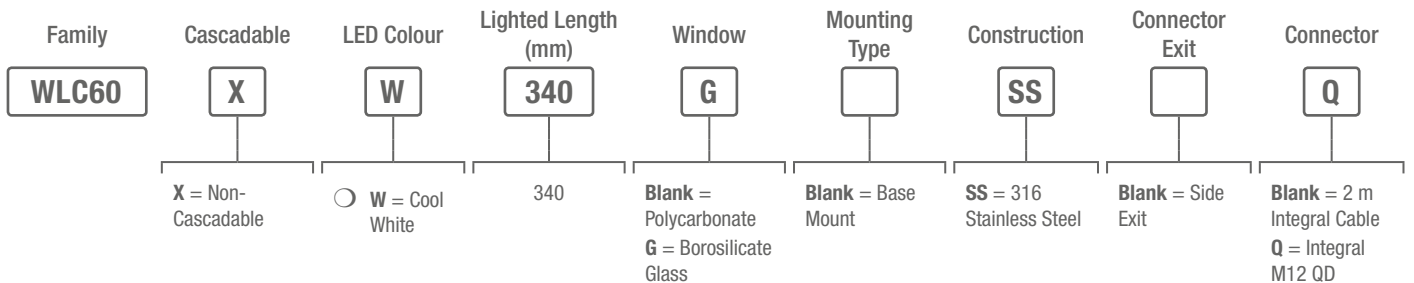 Family
Cascadable
LED Colour
Lighted Length
(mm)
Window
Mounting
Type
Construction
Connector
Exit
Connector
WLC60
X
W
340
G
SS
Q
X = Non-
Cascadable
W = Cool
White
340
Blank =
Polycarbonate
G = Borosilicate
Glass
Blank = Base
Mount
SS = 316
Stainless Steel
Blank = Side
Exit
Blank = 2 m
Integral Cable
Q = Integral
M12 QD